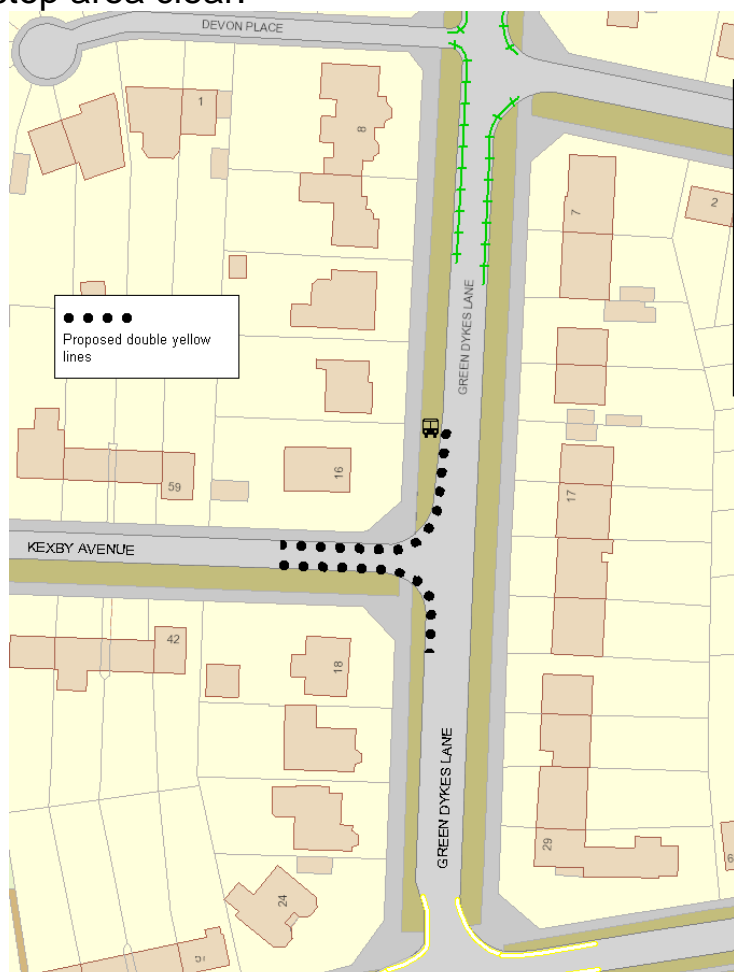 stop area clear.
DEVON PLACE
1
8
7
2
GREEN DYKES LANE
Proposed double yellow
lines
16
59
17
KEXBY AVENUE
42
18
GREEN DYKES LANE
29
24